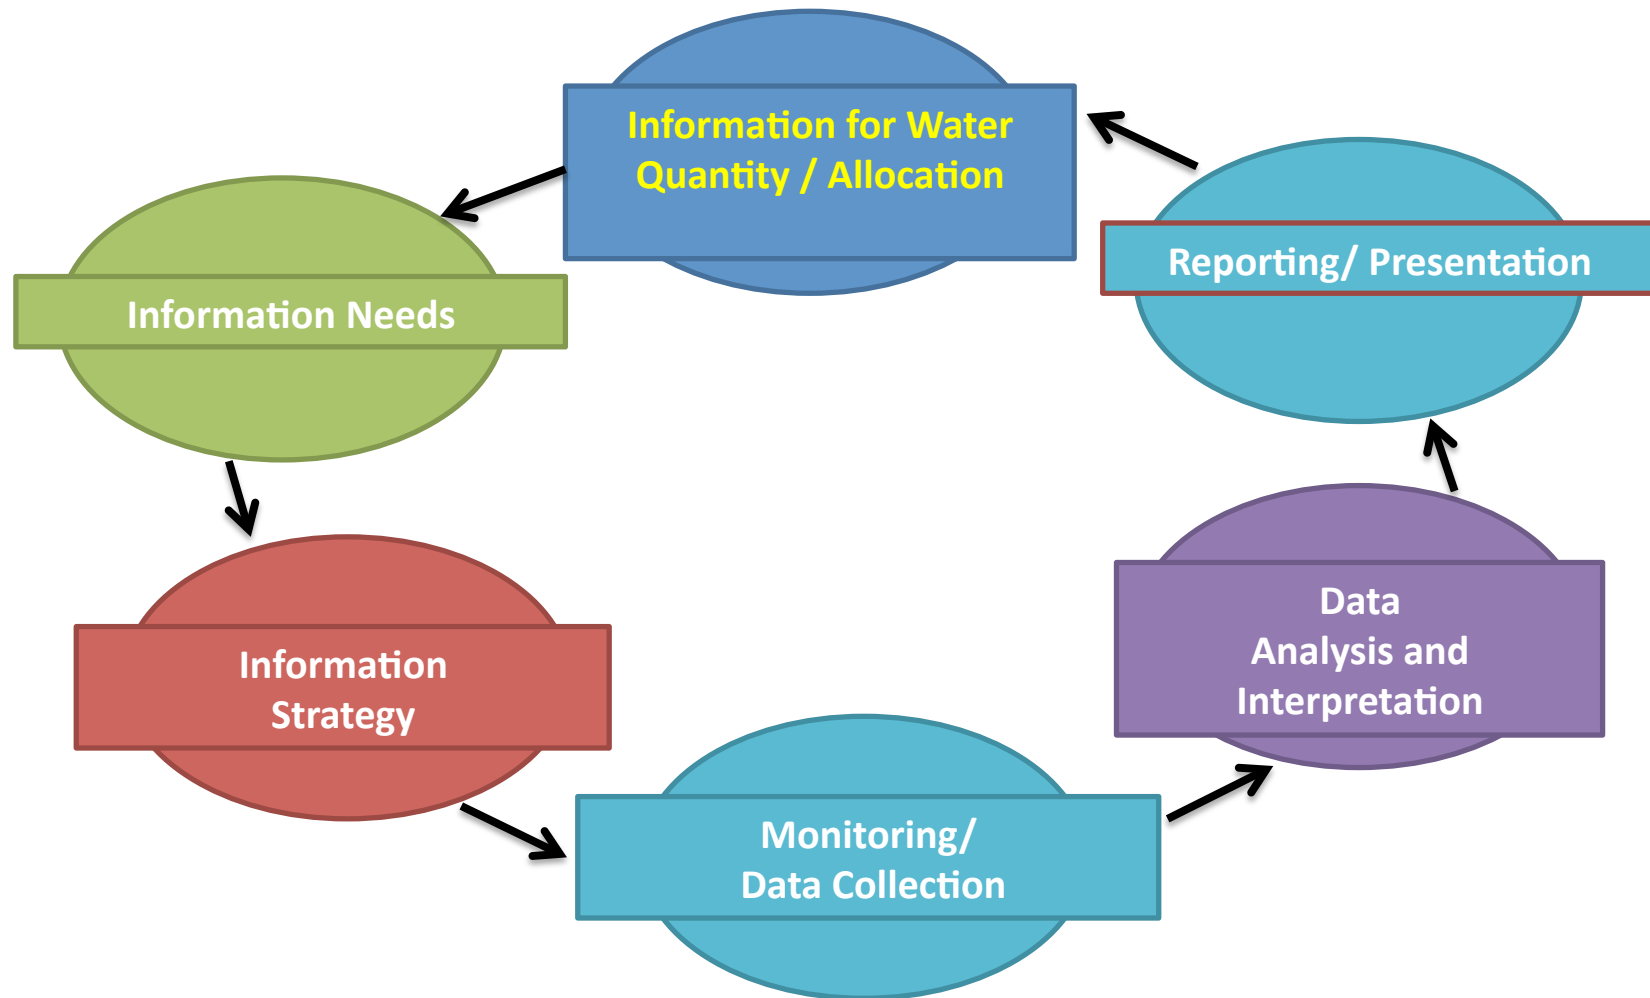 Information for Water
Quantity / Allocation
Reporting/ Presentation
Information Needs
Data
Analysis and
Interpretation
Information
Strategy
Monitoring/
Data Collection